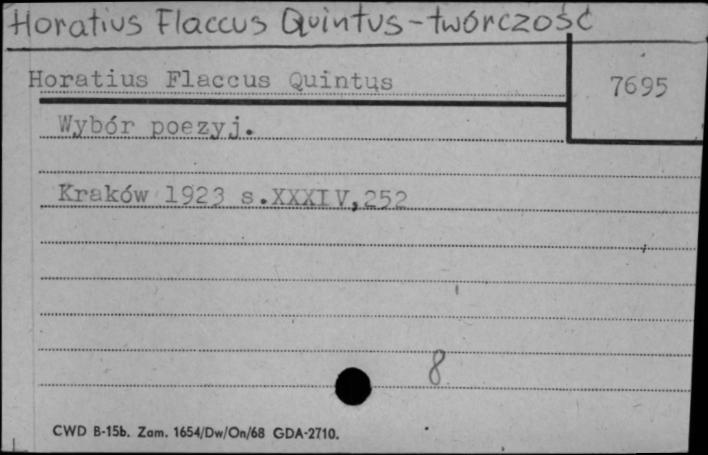 Horatius Flaccus Quintus-twórczość
Horatius Flaccus Quintus
7695
Wybór poezyj.
Kraków 1923 s.XXXIV,252
8
CWD B-15b. Zam. 1654/Dw/On/68 GDA-2710.